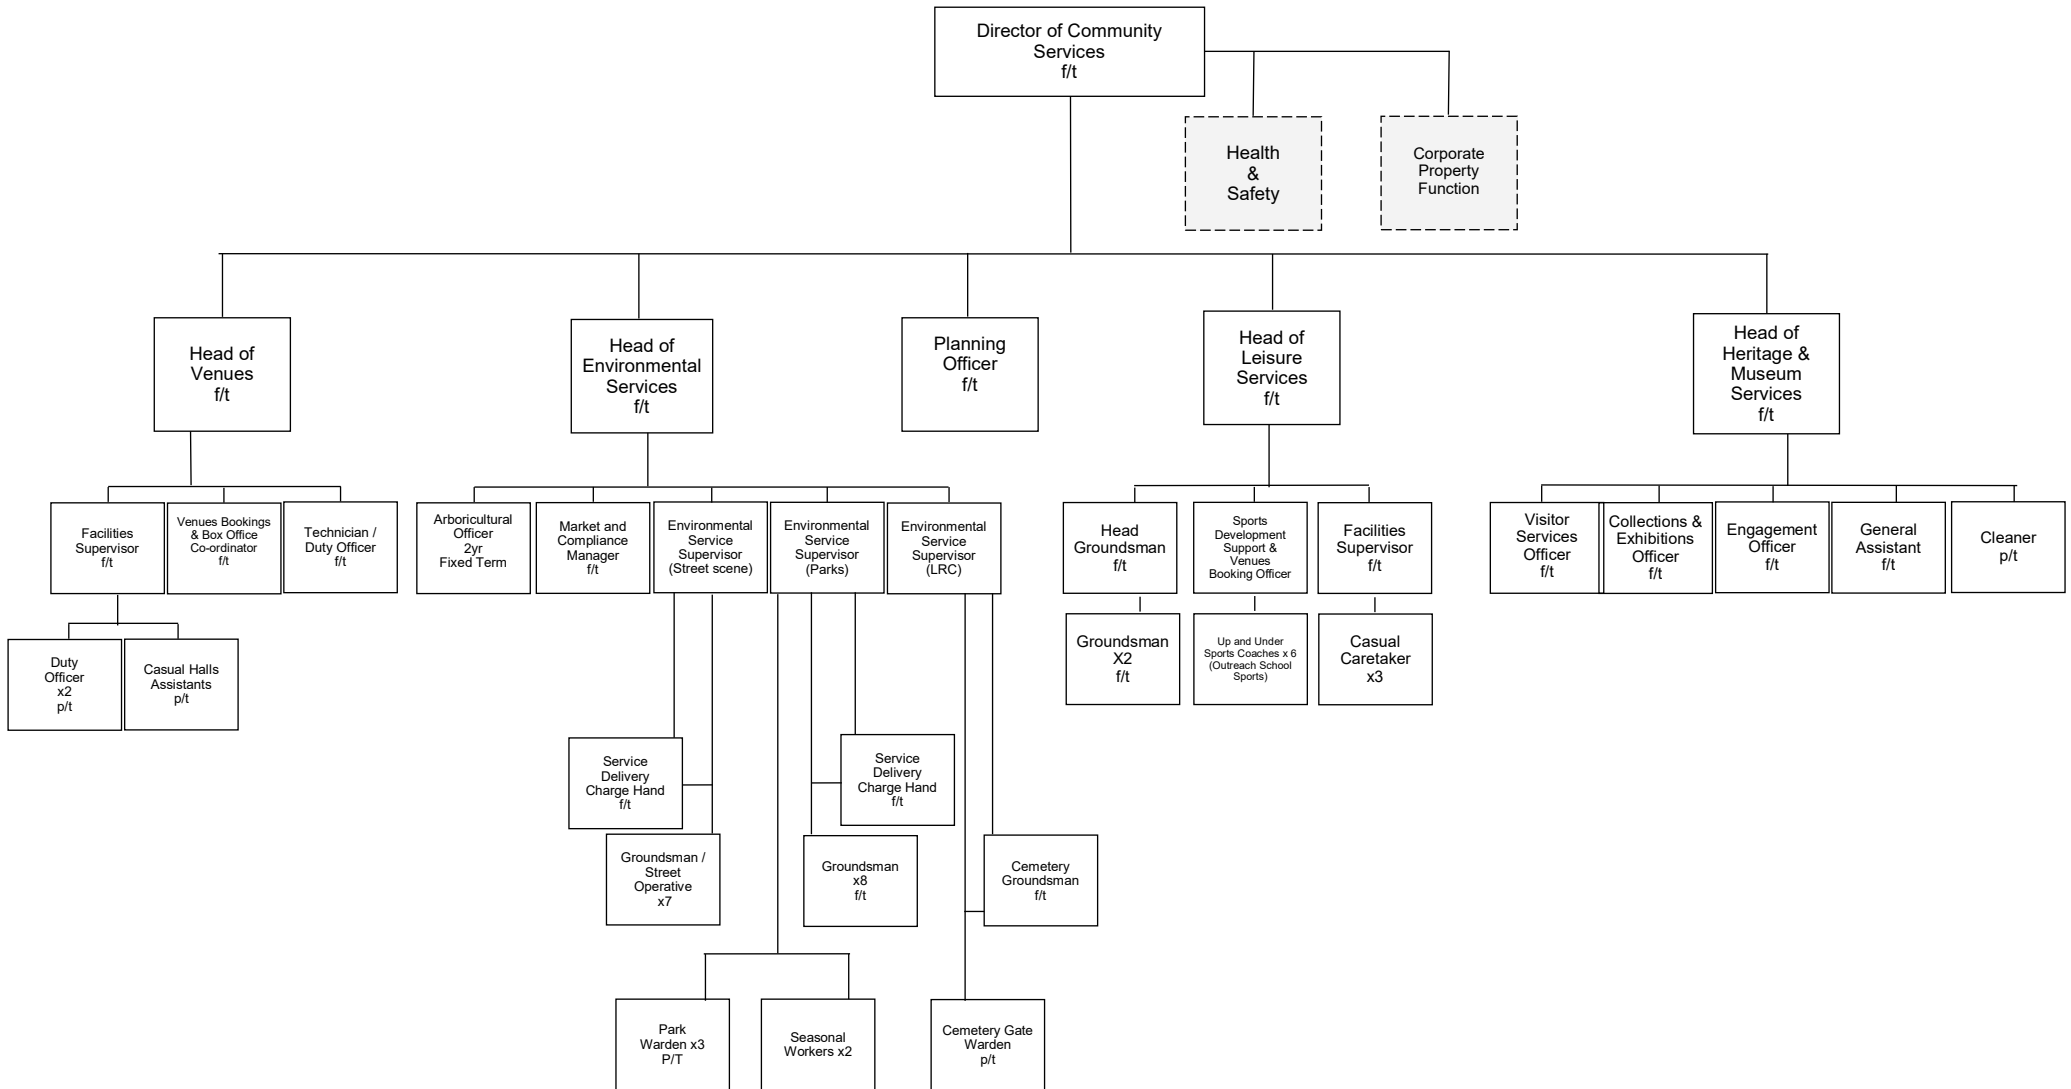 Director of Community
Services
f/t
Health
&
Safety
Corporate
Property
Function
Head of
Venues
f/t
Head of
Environmental
Services
f/t
Planning
Officer
f/t
Head of
Leisure
Services
f/t
Head of
Heritage &
Museum
Services
f/t
Facilities
Supervisor
f/t
Venues Bookings
& Box Office
Co-ordinator
f/t
Technician /
Duty Officer
f/t
Arboricultural
Officer
2yr
Fixed Term
Market and
Compliance
Manager
f/t
Environmental
Service
Supervisor
(Street scene)
Environmental
Service
Supervisor
(Parks)
Environmental
Service
Supervisor
(LRC)
Head
Groundsman
f/t
Sports
Development
Support &
Venues
Booking Officer
Facilities
Supervisor
f/t
Visitor
Services
Officer
f/t
Collections &
Exhibitions
Officer
f/t
Engagement
Officer
f/t
General
Assistant
f/t
Cleaner
p/t
Duty
Officer
x2
p/t
Casual Halls
Assistants
p/t
Groundsman
X2
f/t
Up and Under
Sports Coaches x 6
(Outreach School
Sports)
Casual
Caretaker
x3
Service
Delivery
Charge Hand
f/t
Service
Delivery
Charge Hand
f/t
Groundsman /
Street
Operative
x7
Groundsman
x8
f/t
Cemetery
Groundsman
f/t
Park
Warden x3
P/T
Seasonal
Workers x2
Cemetery Gate
Warden
p/t